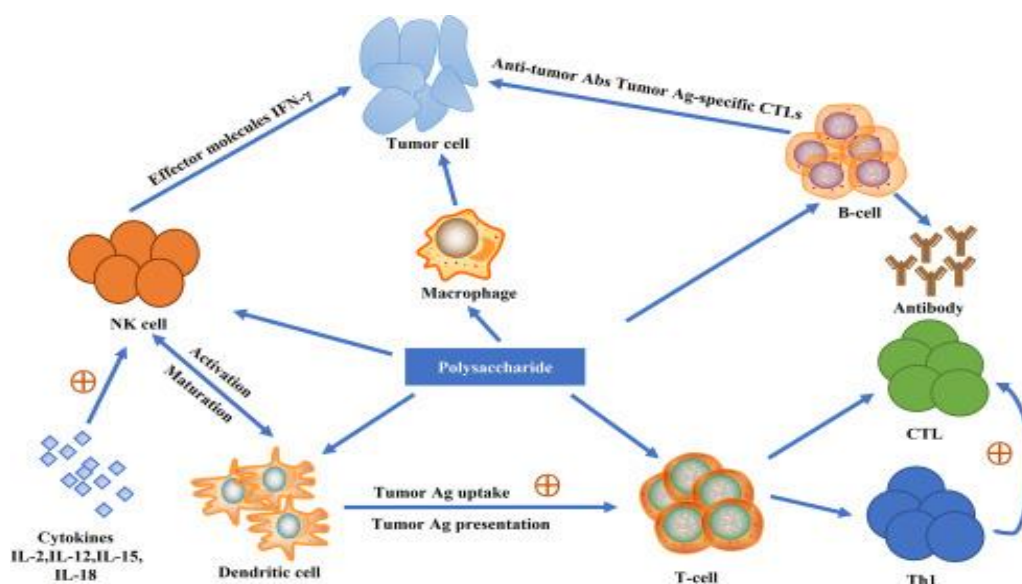 Tumor cell
Effector molecules IFN-γ
Anti-tumor Abs Tumor Ag-specific CTLs
B-cell
Macrophage
Antibody
NK cell
Polysaccharide
Activation
Maturation
CTL
Tumor Ag uptake
Tumor Ag presentation
Cytokines
IL-2,IL-12,IL-15,
IL-18
Dendritic cell
T-cell
Th1